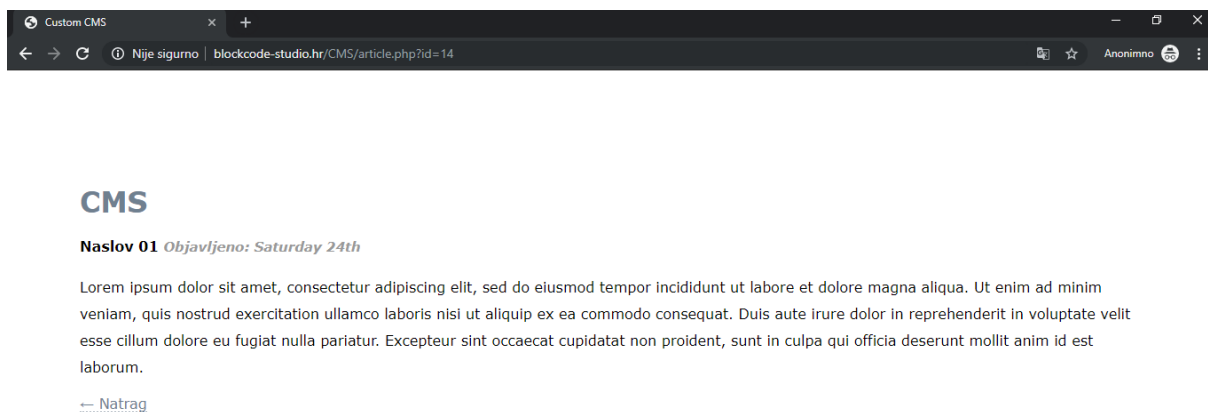 Custom CMS
Nije sigurno | blockcode-studio.hr/CMS/article.php?id=14
Anonimno
CMS
Naslov 01 Objavljeno: Saturday 24th
Lorem ipsum dolor sit amet, consectetur adipiscing elit, sed do eiusmod tempor incididunt ut labore et dolore magna aliqua. Ut enim ad minim
veniam, quis nostrud exercitation ullamco laboris nisi ut aliquip ex ea commodo consequat. Duis aute irure dolor in reprehenderit in voluptate velit
esse cillum dolore eu fugiat nulla pariatur. Excepteur sint occaecat cupidatat non proident, sunt in culpa qui officia deserunt mollit anim id est
laborum.
← Natrag